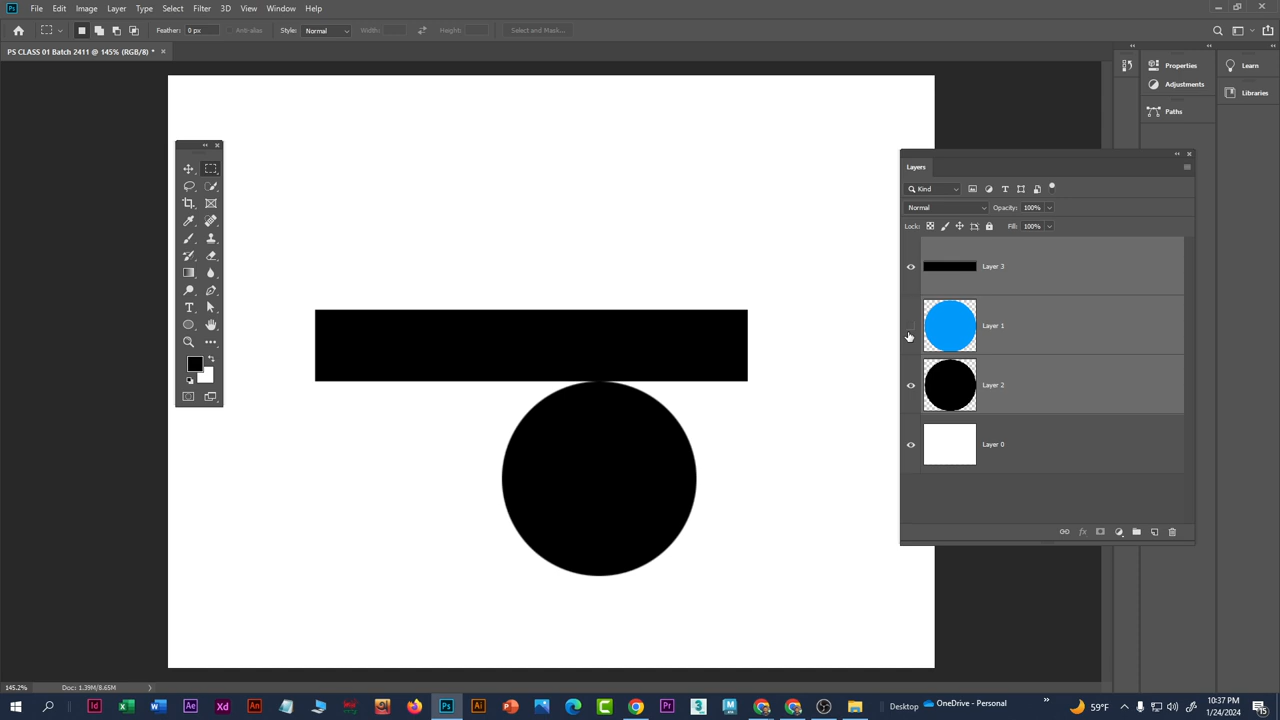 Ps File Edit Image Layer Type Select Filter 3D View Window Help
Feather: 0 px Anti-alias Style: Normal Width: Height: Select and Mask...
PS CLASS 01 Batch 2411 @ 145% (RGB/8) *
Properties
Adjustments
Paths
Learn
Libraries
Layers
Kind
Normal Opacity: 100%
Lock: Fill: 100%
Layer 3
Layer 1
Layer 2
Layer 0
145.2% Doc: 1.39M/8.65M
Desktop OneDrive - Personal 59°F 10:37 PM
1/24/2024